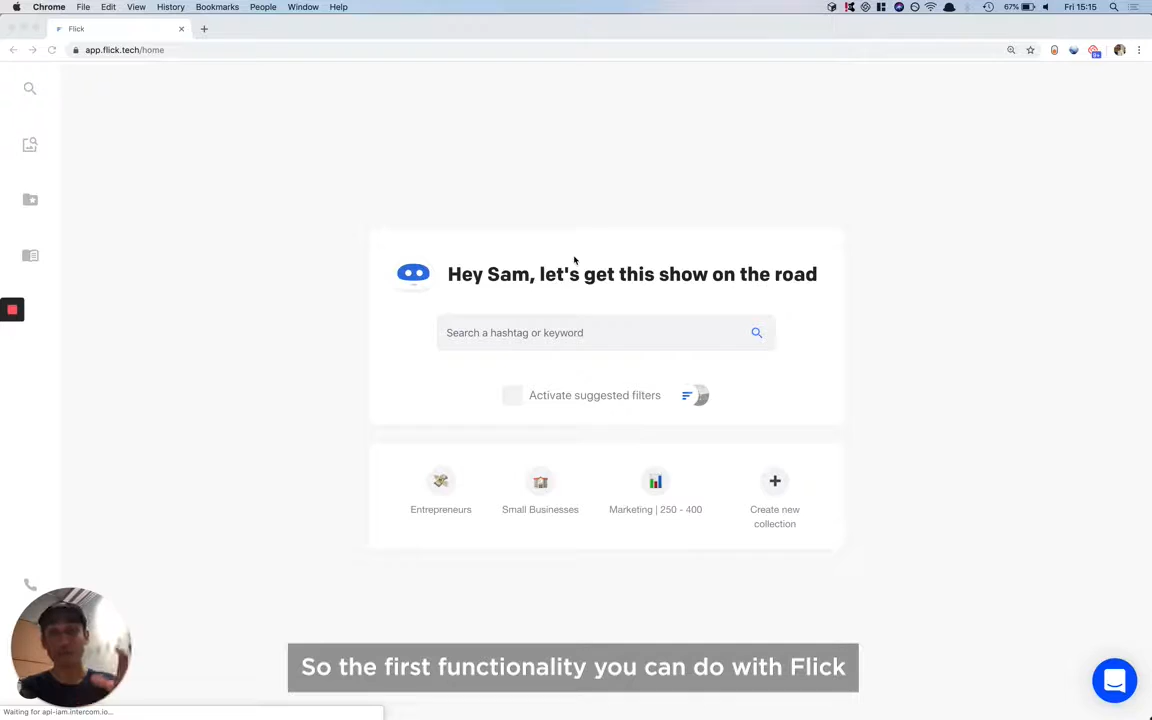 Chrome File Edit View History Bookmarks People Window Help 67% Fri 15:15
Flick
app.flick.tech/home
9+
Hey Sam, let's get this show on the road
Search a hashtag or keyword
Activate suggested filters
Entrepreneurs
Small Businesses
Marketing | 250 - 400
Create new
collection
So the first functionality you can do with Flick
Waiting for api-iam.intercom.io...